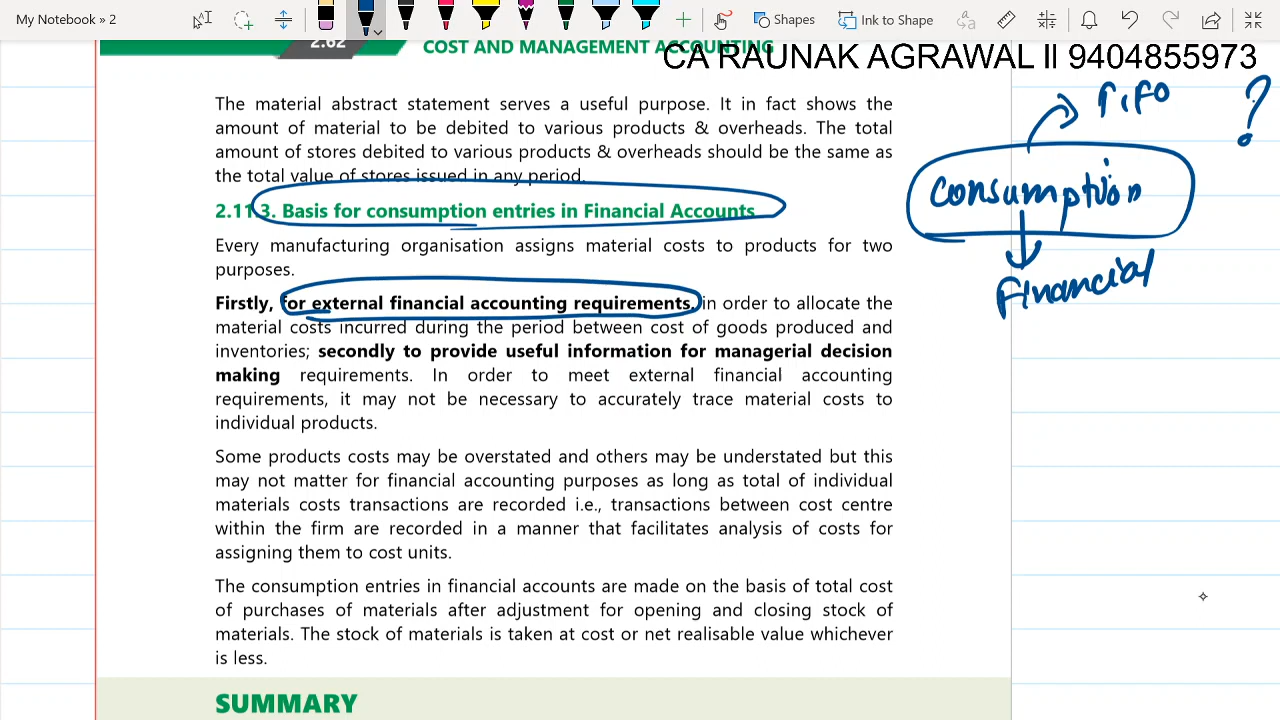 My Notebook » 2
Shapes
Ink to Shape
2.62
COST AND MANAGEMENT ACCOUNTING
CA RAUNAK AGRAWAL II 9404855973
The material abstract statement serves a useful purpose. It in fact shows the
amount of material to be debited to various products & overheads. The total
amount of stores debited to various products & overheads should be the same as
the total value of stores issued in any period.
2.11.3. Basis for consumption entries in Financial Accounts
Every manufacturing organisation assigns material costs to products for two
purposes.
Firstly, for external financial accounting requirements, in order to allocate the
material costs incurred during the period between cost of goods produced and
inventories; secondly to provide useful information for managerial decision
making requirements. In order to meet external financial accounting
requirements, it may not be necessary to accurately trace material costs to
individual products.
Some products costs may be overstated and others may be understated but this
may not matter for financial accounting purposes as long as total of individual
materials costs transactions are recorded i.e., transactions between cost centre
within the firm are recorded in a manner that facilitates analysis of costs for
assigning them to cost units.
The consumption entries in financial accounts are made on the basis of total cost
of purchases of materials after adjustment for opening and closing stock of
materials. The stock of materials is taken at cost or net realisable value whichever
is less.
SUMMARY
FIFO
?
Consumption
Financial